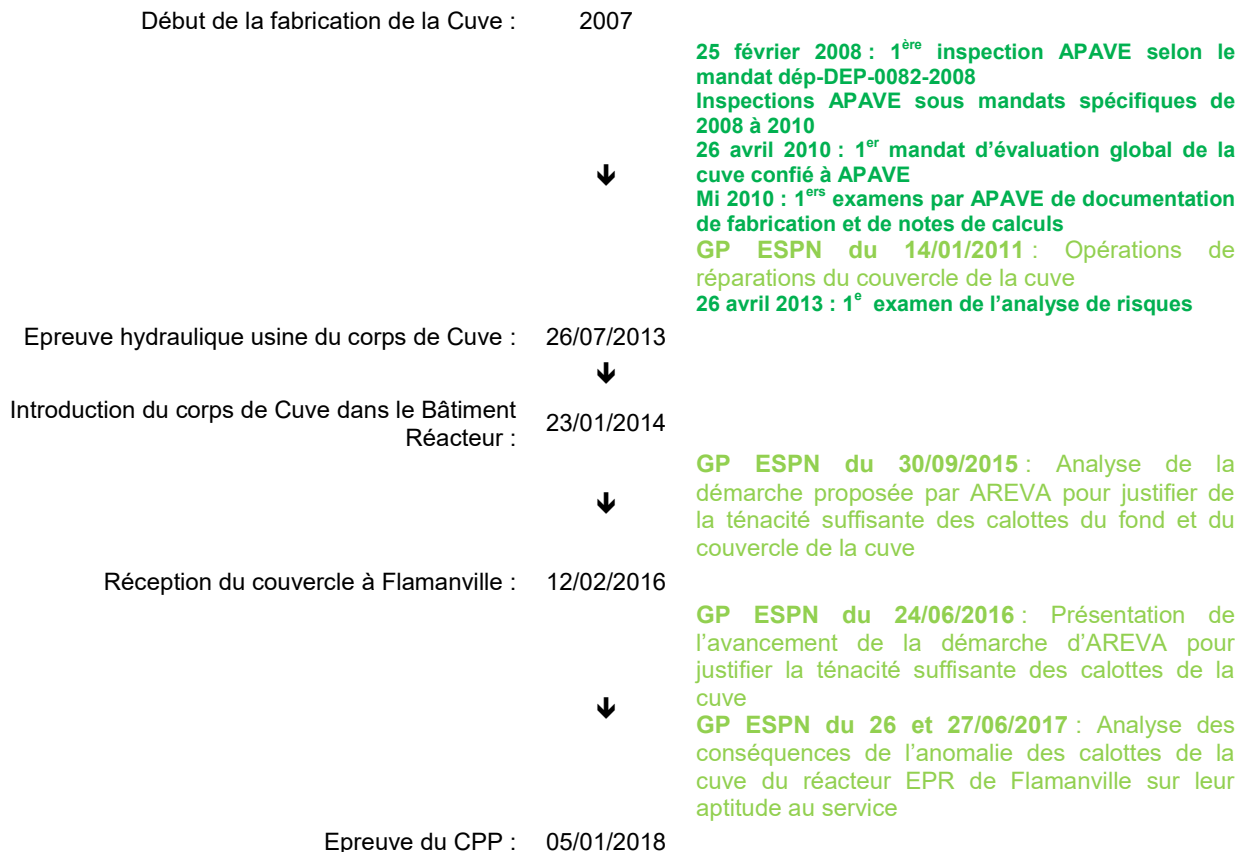 Début de la fabrication de la Cuve : 2007
25 février 2008 : 1ère inspection APAVE selon le
mandat dép-DEP-0082-2008
Inspections APAVE sous mandats spécifiques de
2008 à 2010
26 avril 2010 : 1er mandat d'évaluation global de la
cuve confié à APAVE
Mi 2010 : 1ers examens par APAVE de documentation
de fabrication et de notes de calculs
GP ESPN du 14/01/2011 : Opérations de
réparations du couvercle de la cuve
26 avril 2013 : 1e examen de l'analyse de risques
Epreuve hydraulique usine du corps de Cuve : 26/07/2013
Introduction du corps de Cuve dans le Bâtiment
Réacteur : 23/01/2014
GP ESPN du 30/09/2015 : Analyse de la
démarche proposée par AREVA pour justifier de
la ténacité suffisante des calottes du fond et du
couvercle de la cuve
Réception du couvercle à Flamanville : 12/02/2016
GP ESPN du 24/06/2016 : Présentation de
l'avancement de la démarche d'AREVA pour
justifier la ténacité suffisante des calottes de la
cuve
GP ESPN du 26 et 27/06/2017 : Analyse des
conséquences de l'anomalie des calottes de la
cuve du réacteur EPR de Flamanville sur leur
aptitude au service
Epreuve du CPP : 05/01/2018